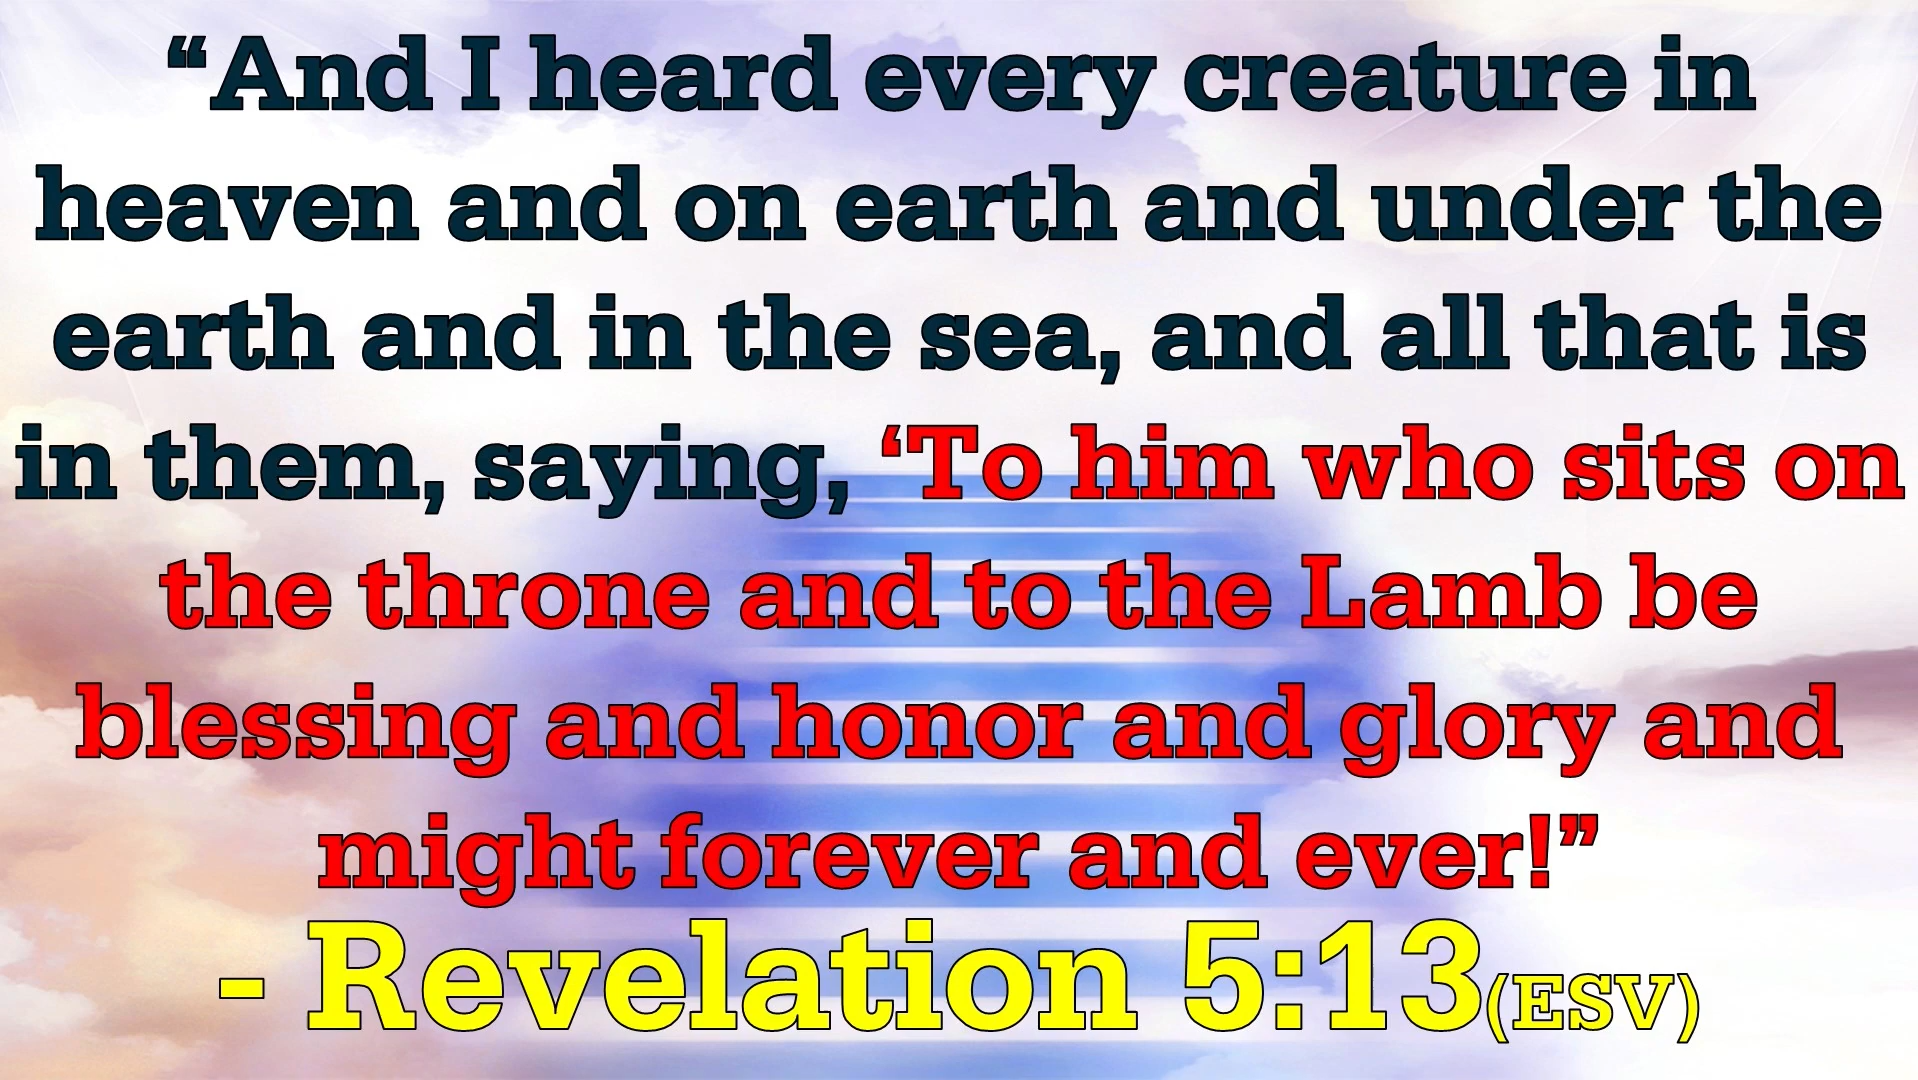 “And I heard every creature in
heaven and on earth and under the
earth and in the sea, and all that is
in them, saying, ‘To him who sits on
the throne and to the Lamb be
blessing and honor and glory and
might forever and ever!”
- Revelation 5:13(ESV)